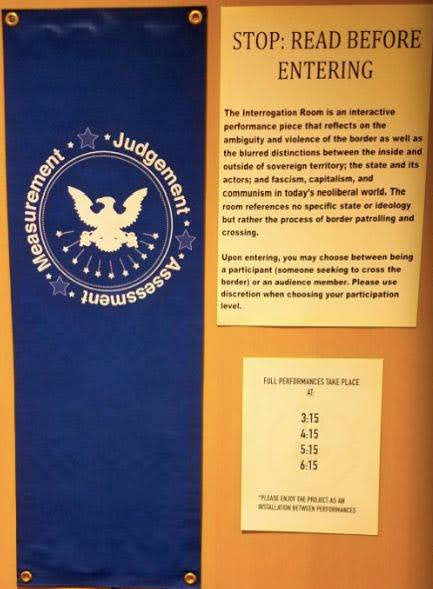 Measurement
Judgement
Assessment
STOP: READ BEFORE
ENTERING
The Interrogation Room is an interactive
performance piece that reflects on the
ambiguity and violence of the border as well as
the blurred distinctions between the inside and
outside of sovereign territory; the state and its
actors; and fascism, capitalism, and
communism in today's neoliberal world. The
room references no specific state or ideology
but rather the process of border patrolling and
crossing.
Upon entering, you may choose between being
a participant (someone seeking to cross the
border) or an audience member. Please use
discretion when choosing your participation
level.
FULL PERFORMANCES TAKE PLACE
AT:
3:15
4:15
5:15
6:15
*PLEASE ENJOY THE PROJECT AS AN
INSTALLATION BETWEEN PERFORMANCES